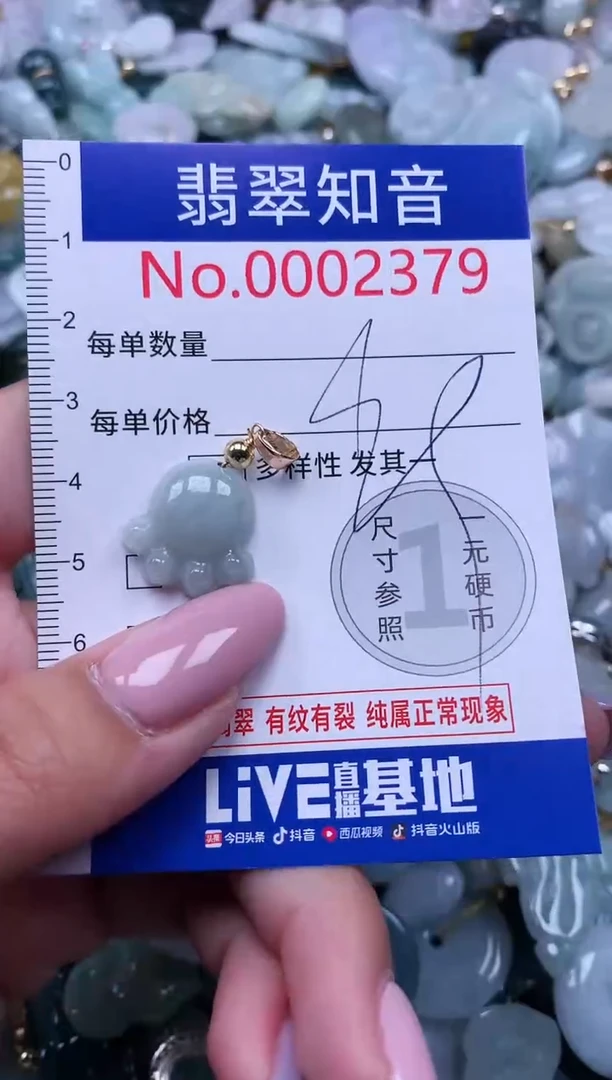 0
翡翠知音
1
No.0002379
2
每单数量
3
每单价格
多样性 发其一
4
尺寸参照
1
一元硬币
5
6
翠 有纹有裂 纯属正常现象
LiVE直播基地
头条 今日头条 抖音 西瓜视频 抖音火山版